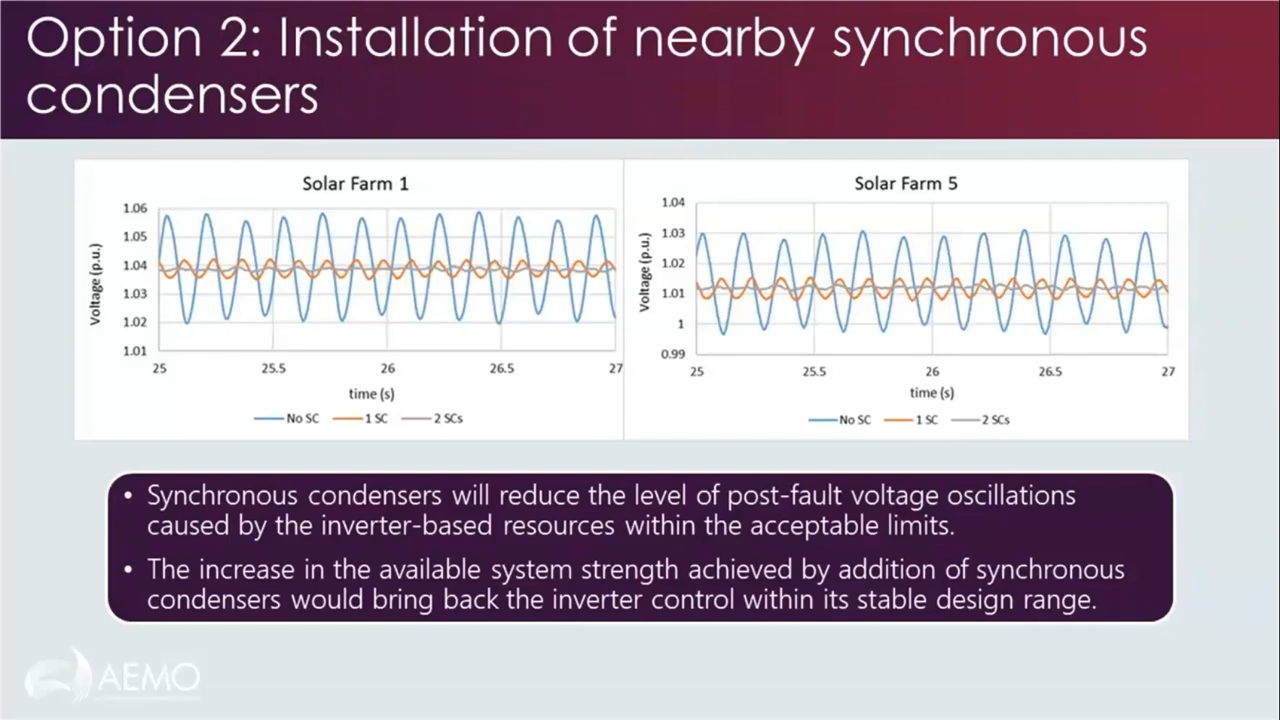 Option 2: Installation of nearby synchronous
condensers
Solar Farm 1
Voltage (p.u.)
1.06
1.05
1.04
1.03
1.02
1.01
25
25.5
26
26.5
27
time (s)
No SC
1 SC
2 SCs
Solar Farm 5
Voltage (p.u.)
1.04
1.03
1.02
1.01
1
0.99
25
25.5
26
26.5
27
time (s)
No SC
1 SC
2 SCs
• Synchronous condensers will reduce the level of post-fault voltage oscillations
caused by the inverter-based resources within the acceptable limits.
• The increase in the available system strength achieved by addition of synchronous
condensers would bring back the inverter control within its stable design range.
AEMO